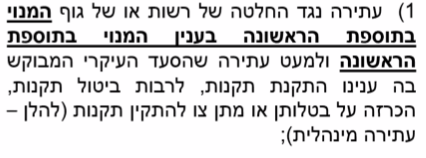 1) עתירה נגד החלטה של רשות או של גוף המנוי
בתוספת הראשונה בענין המנוי בתוספת
הראשונה ולמעט עתירה שהסעד העיקרי המבוקש
בה ענינו התקנת תקנות, לרבות ביטול תקנות,
הכרזה על בטלותן או מתן צו להתקין תקנות (להלן –
עתירה מינהלית);